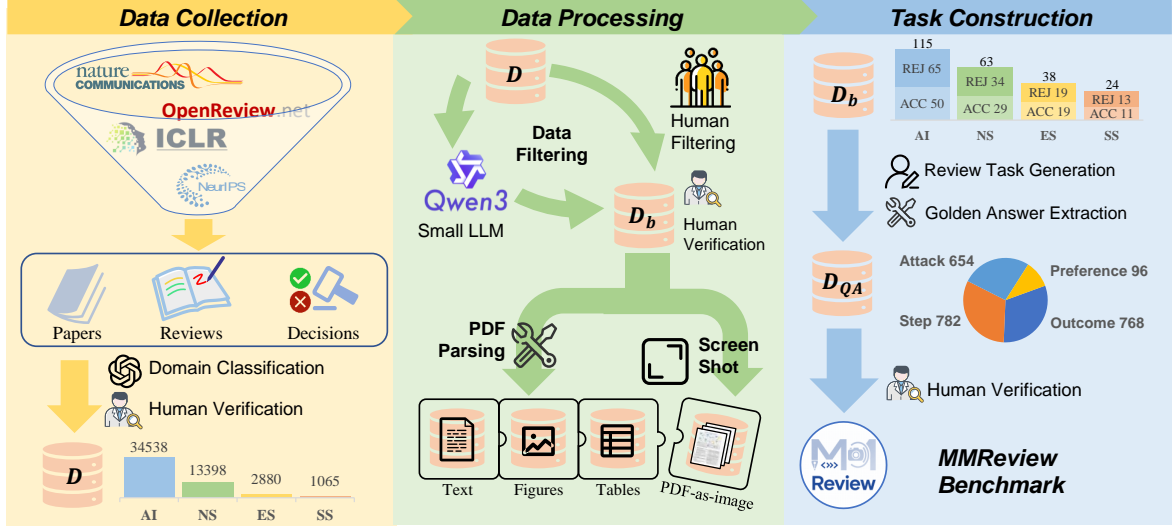 Data Collection
nature
COMMUNICATIONS
OpenReview.net
ICLR
NeurIPS
Papers
Reviews
Decisions
Domain Classification
Human Verification
D
34538
13398
2880
1065
AI
NS
ES
SS
Data Processing
D
Human
Filtering
Data
Filtering
Qwen3
Small LLM
D_b
Human
Verification
PDF
Parsing
Screen
Shot
Text
Figures
Tables
PDF-as-image
Task Construction
D_b
115
REJ 65
ACC 50
63
REJ 34
ACC 29
38
REJ 19
ACC 19
24
REJ 13
ACC 11
AI
NS
ES
SS
Review Task Generation
Golden Answer Extraction
D_QA
Attack 654
Preference 96
Step 782
Outcome 768
Human Verification
MM
Review
MMReview
Benchmark